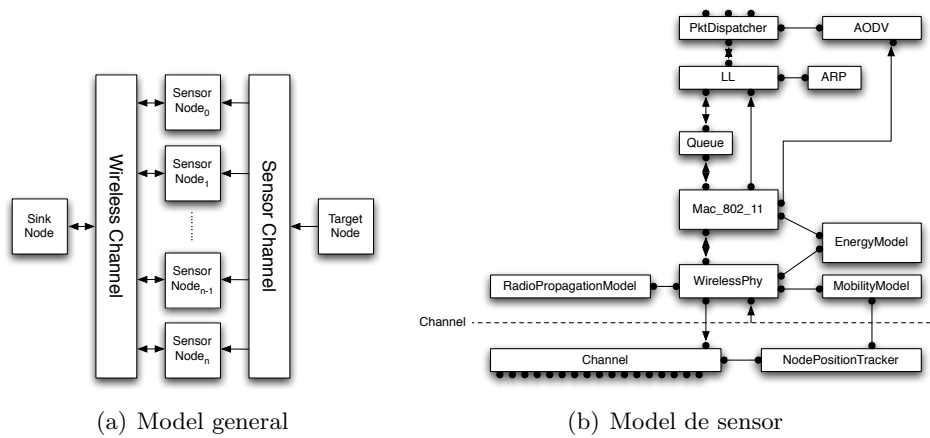 Sink
Node
Wireless Channel
Sensor
Node0
Sensor
Node1
Sensor
Noden-1
Sensor
Noden
Sensor Channel
Target
Node
(a) Model general
PktDispatcher
AODV
LL
ARP
Queue
Mac_802_11
EnergyModel
RadioPropagationModel
WirelessPhy
MobilityModel
Channel
Channel
NodePositionTracker
(b) Model de sensor